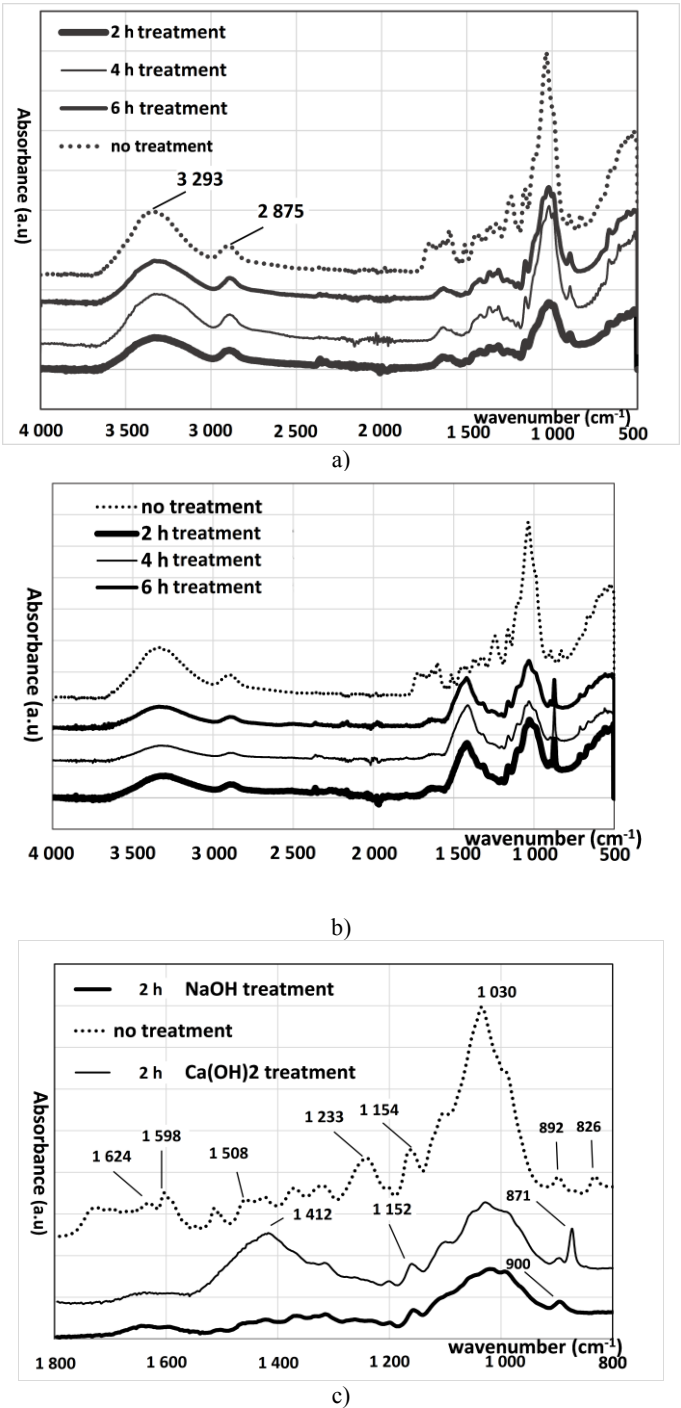 2 h treatment
4 h treatment
6 h treatment
no treatment
3 293
2 875
Absorbance (a.u)
wavenumber (cm-1)
4 000 3 500 3 000 2 500 2 000 1 500 1 000 500
a)
no treatment
2 h treatment
4 h treatment
6 h treatment
Absorbance (a.u)
wavenumber (cm-1)
4 000 3 500 3 000 2 500 2 000 1 500 1 000 500
b)
2 h NaOH treatment
no treatment
2 h Ca(OH)2 treatment
1 030
1 233
1 154
1 624
1 598
1 508
892
826
1 412
1 152
871
900
Absorbance (a.u)
wavenumber (cm-1)
1 800 1 600 1 400 1 200 1 000 800
c)